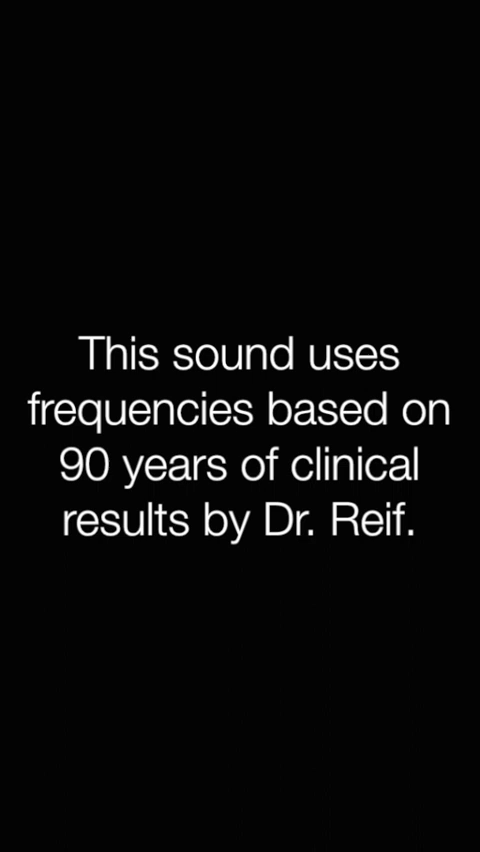 This sound uses
frequencies based on
90 years of clinical
results by Dr. Reif.